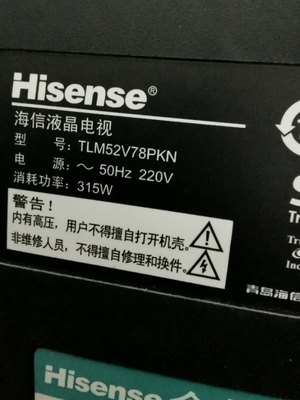 Hisense®
海信液晶电视
型 号: TLM52V78PKN
电 源: ～ 50Hz 220V
消耗功率: 315W
警告!
内有高压，用户不得擅自打开机壳。
非维修人员，不得擅自修理和换件。
青岛海信
Hisense